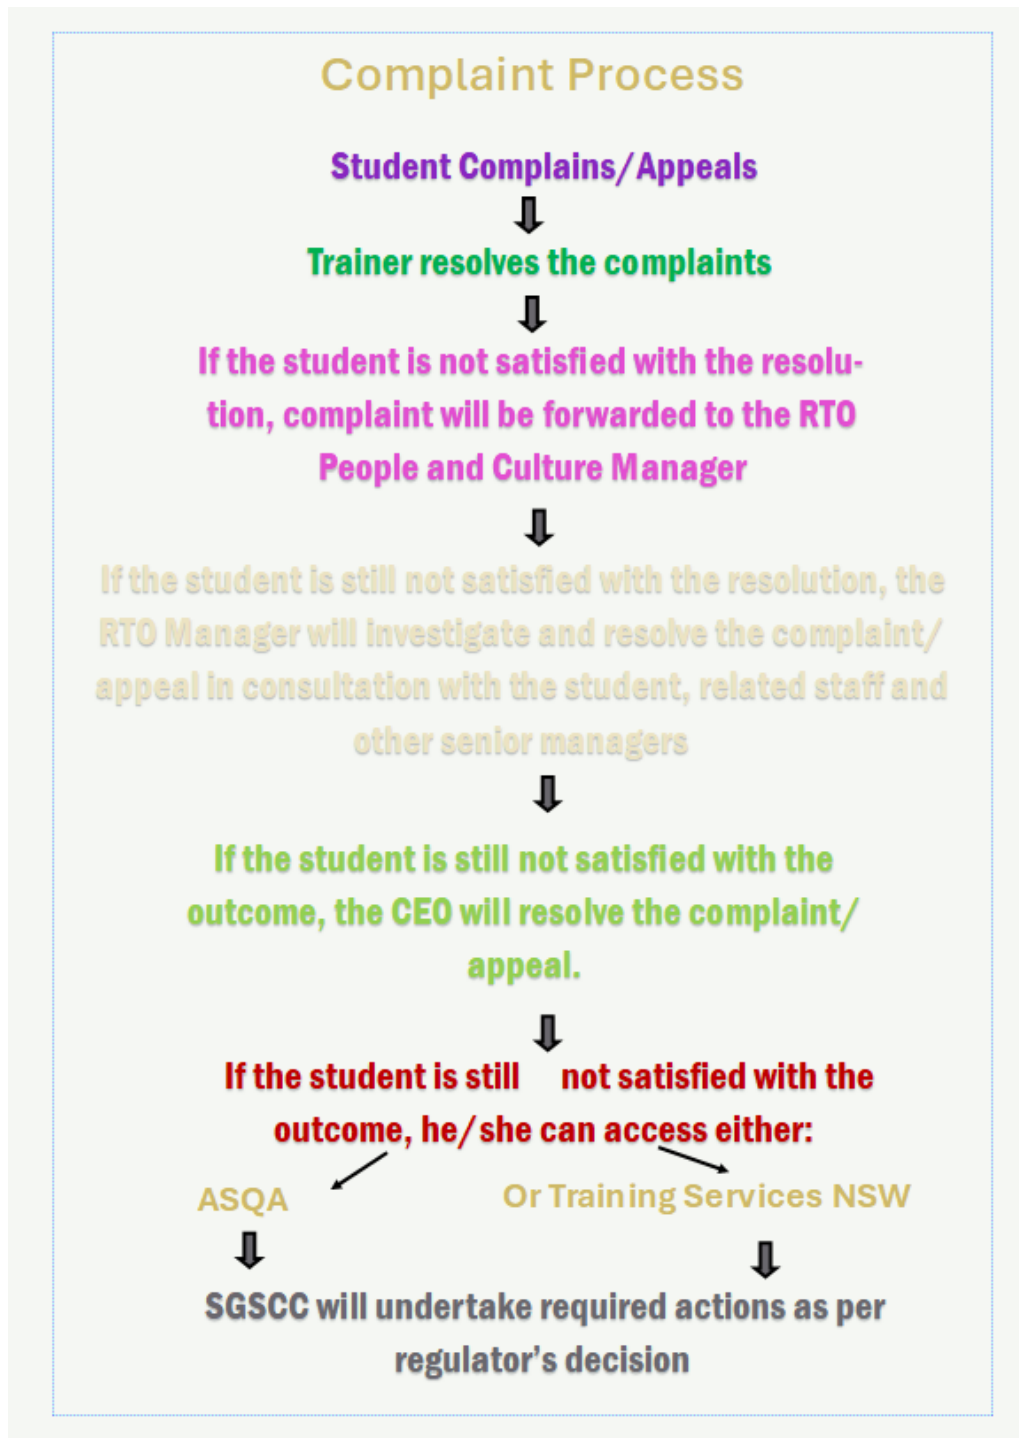 Complaint Process
Student Complains/Appeals
Trainer resolves the complaints
If the student is not satisfied with the resolu-
tion, complaint will be forwarded to the RTO
People and Culture Manager
If the student is still not satisfied with the resolution, the
RTO Manager will investigate and resolve the complaint/
appeal in consultation with the student, related staff and
other senior managers
If the student is still not satisfied with the
outcome, the CEO will resolve the complaint/
appeal.
If the student is still not satisfied with the
outcome, he/she can access either:
ASQA
Or Training Services NSW
SGSCC will undertake required actions as per
regulator’s decision